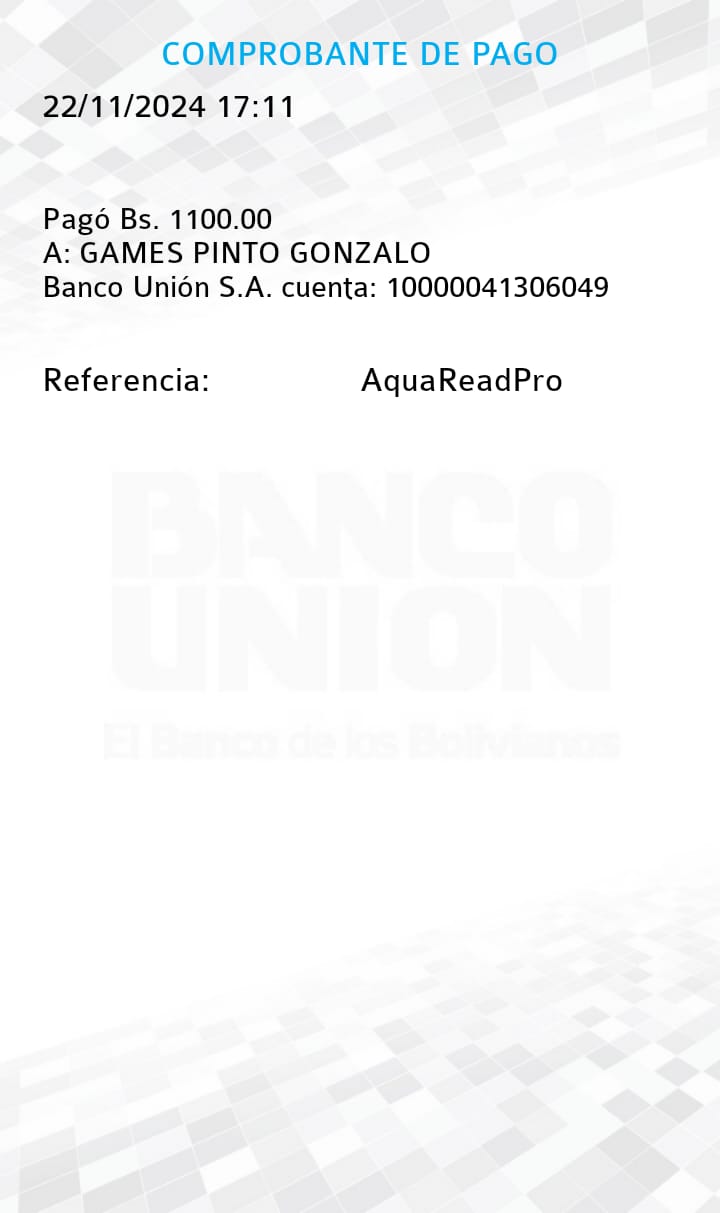 COMPROBANTE DE PAGO
22/11/2024 17:11
Pagó Bs. 1100.00
A: GAMES PINTO GONZALO
Banco Unión S.A. cuenta: 10000041306049
Referencia: AquaReadPro
BANCO
UNION
El Banco de los Bolivianos